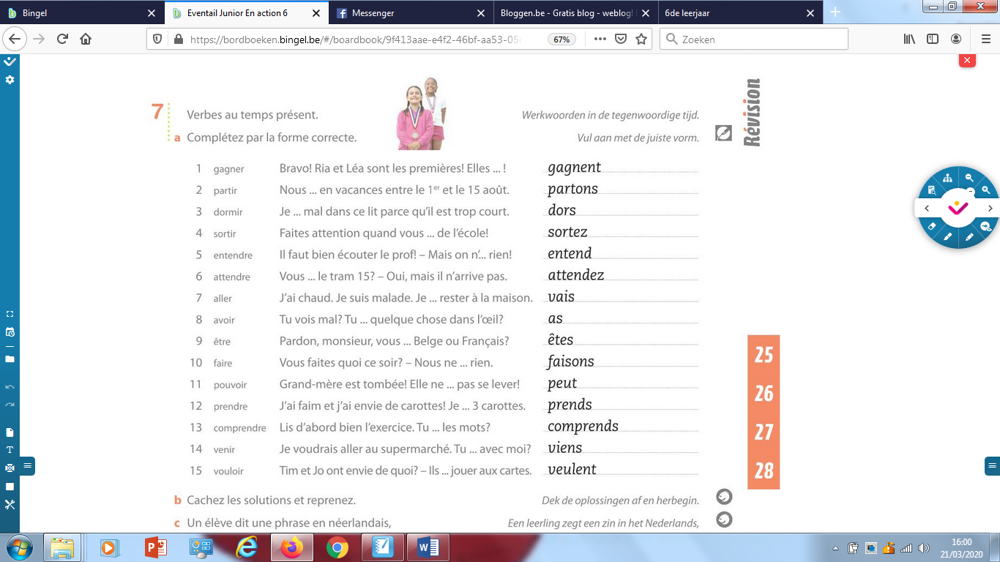 Bingel
Eventail Junior En action 6
Messenger
Bloggen.be - Gratis blog - weblog!
6de leerjaar
https://bordboeken.bingel.be/#/boardbook/9f413aae-e4f2-46bf-aa53-05
67%
Zoeken
7 Verbes au temps présent. Werkwoorden in de tegenwoordige tijd.
a Complétez par la forme correcte. Vul aan met de juiste vorm.
Révision
1 gagner Bravo! Ria et Léa sont les premières! Elles ... ! gagnent
2 partir Nous ... en vacances entre le 1er et le 15 août. partons
3 dormir Je ... mal dans ce lit parce qu'il est trop court. dors
4 sortir Faites attention quand vous ... de l'école! sortez
5 entendre Il faut bien écouter le prof! – Mais on n'... rien! entend
6 attendre Vous ... le tram 15? – Oui, mais il n'arrive pas. attendez
7 aller J'ai chaud. Je suis malade. Je ... rester à la maison. vais
8 avoir Tu vois mal? Tu ... quelque chose dans l'œil? as
9 être Pardon, monsieur, vous ... Belge ou Français? êtes
10 faire Vous faites quoi ce soir? – Nous ne ... rien. faisons
11 pouvoir Grand-mère est tombée! Elle ne ... pas se lever! peut
12 prendre J'ai faim et j'ai envie de carottes! Je ... 3 carottes. prends
13 comprendre Lis d'abord bien l'exercice. Tu ... les mots? comprends
14 venir Je voudrais aller au supermarché. Tu ... avec moi? viens
15 vouloir Tim et Jo ont envie de quoi? – Ils ... jouer aux cartes. veulent
25
26
27
28
b Cachez les solutions et reprenez. Dek de oplossingen af en herbegin.
c Un élève dit une phrase en néerlandais, Een leerling zegt een zin in het Nederlands,
16:00
21/03/2020